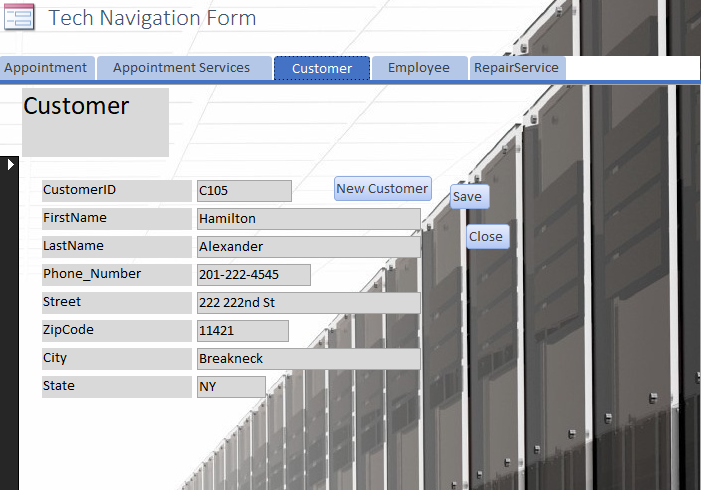 Tech Navigation Form
Appointment Appointment Services Customer Employee RepairService
Customer
CustomerID C105 New Customer Save
FirstName Hamilton
LastName Alexander Close
Phone_Number 201-222-4545
Street 222 222nd St
ZipCode 11421
City Breakneck
State NY